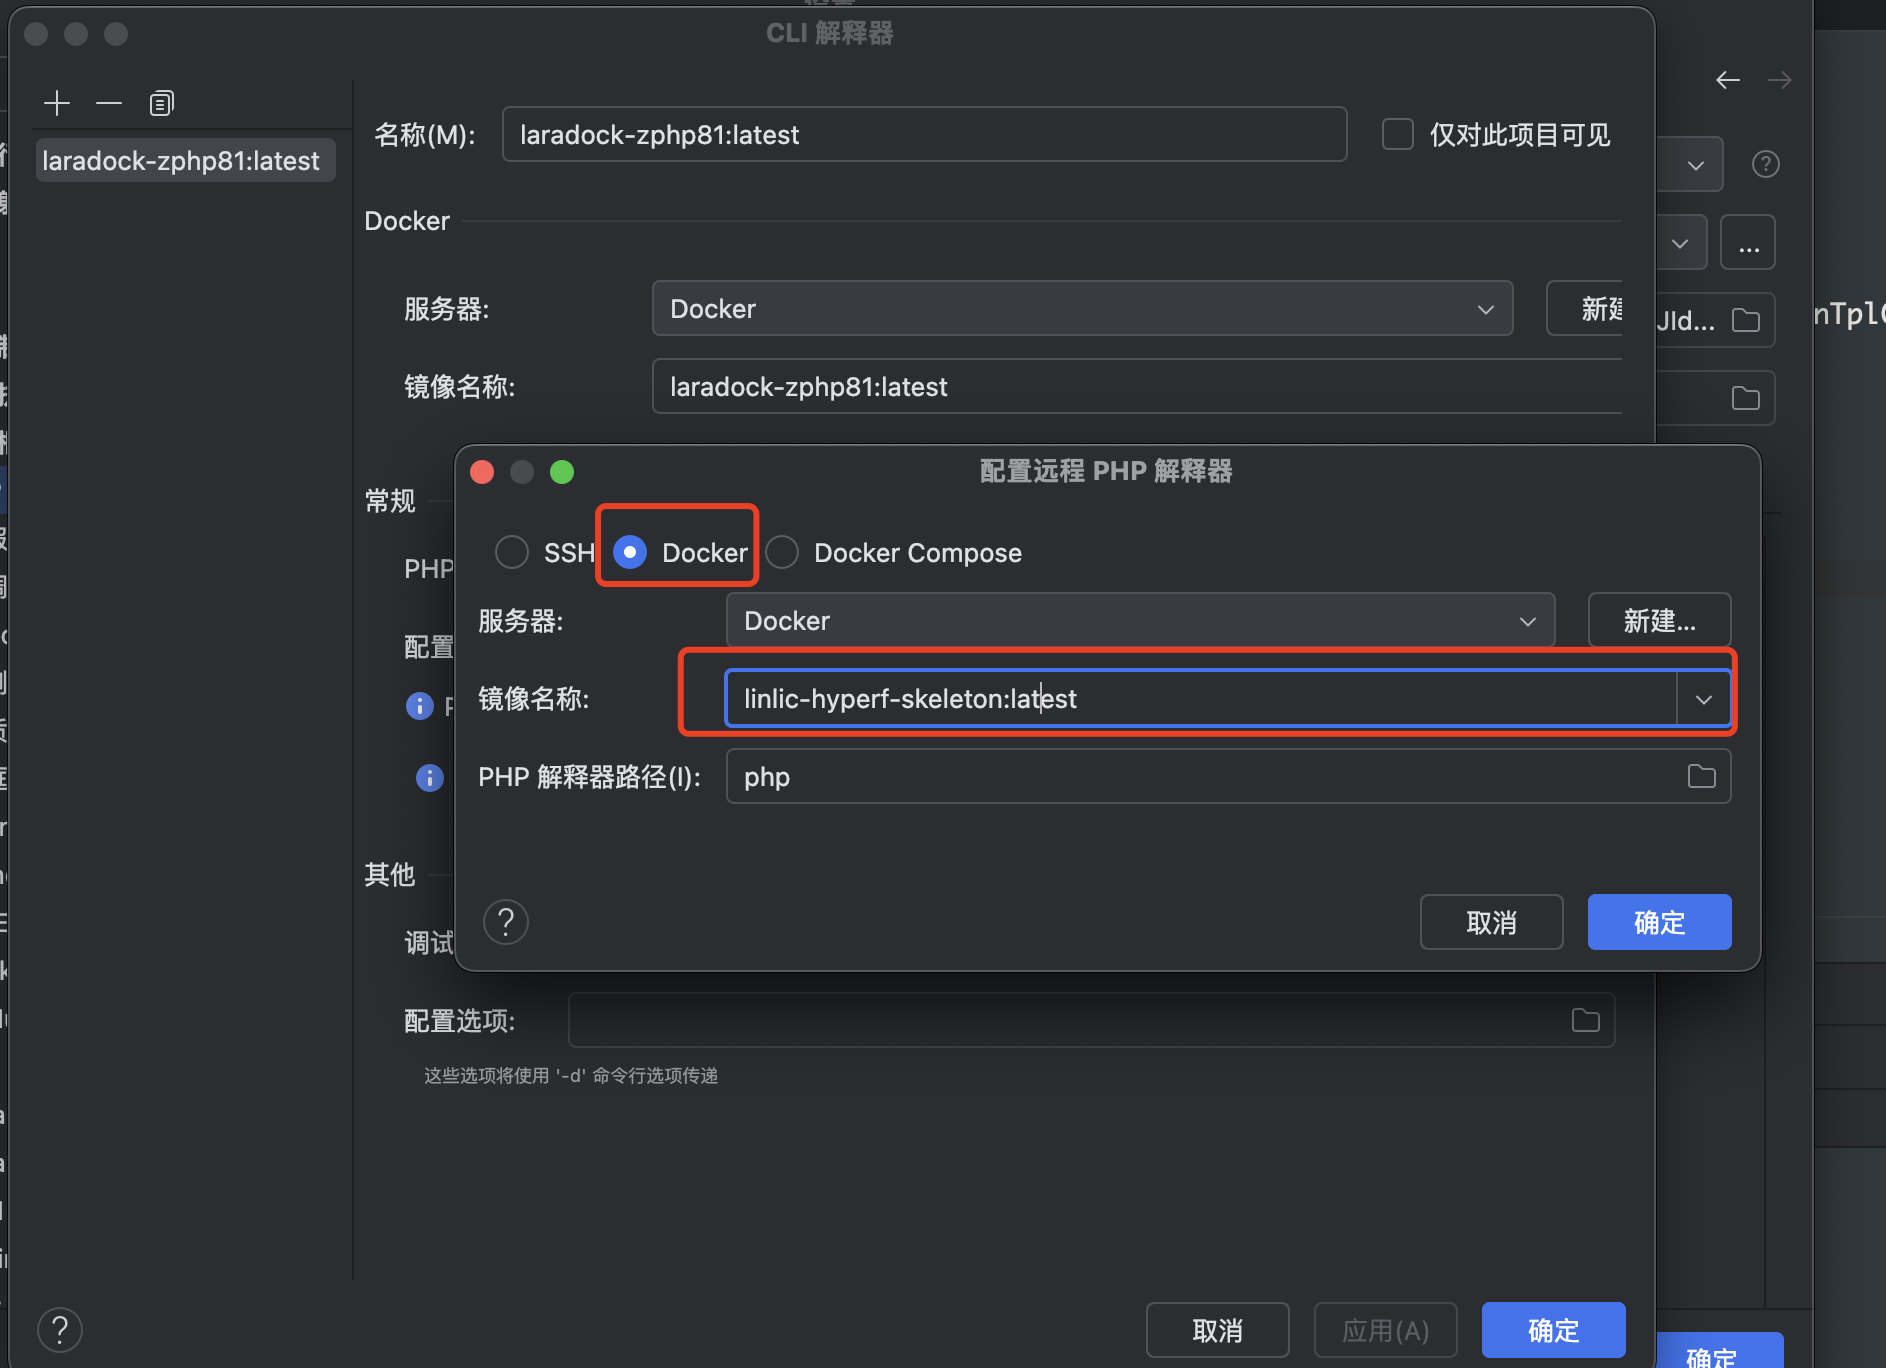 CLI 解释器
laradock-zphp81:latest
名称(M):
laradock-zphp81:latest
仅对此项目可见
Docker
服务器:
Docker
新建
镜像名称:
laradock-zphp81:latest
...
JId...
nTpl
常规
PHP
配置
配置远程 PHP 解释器
SSH
Docker
Docker Compose
服务器:
Docker
新建...
镜像名称:
linlic-hyperf-skeleton:latest
PHP 解释器路径(I):
php
取消
确定
其他
调试
配置选项:
这些选项将使用 '-d' 命令行选项传递
取消
应用(A)
确定
确定